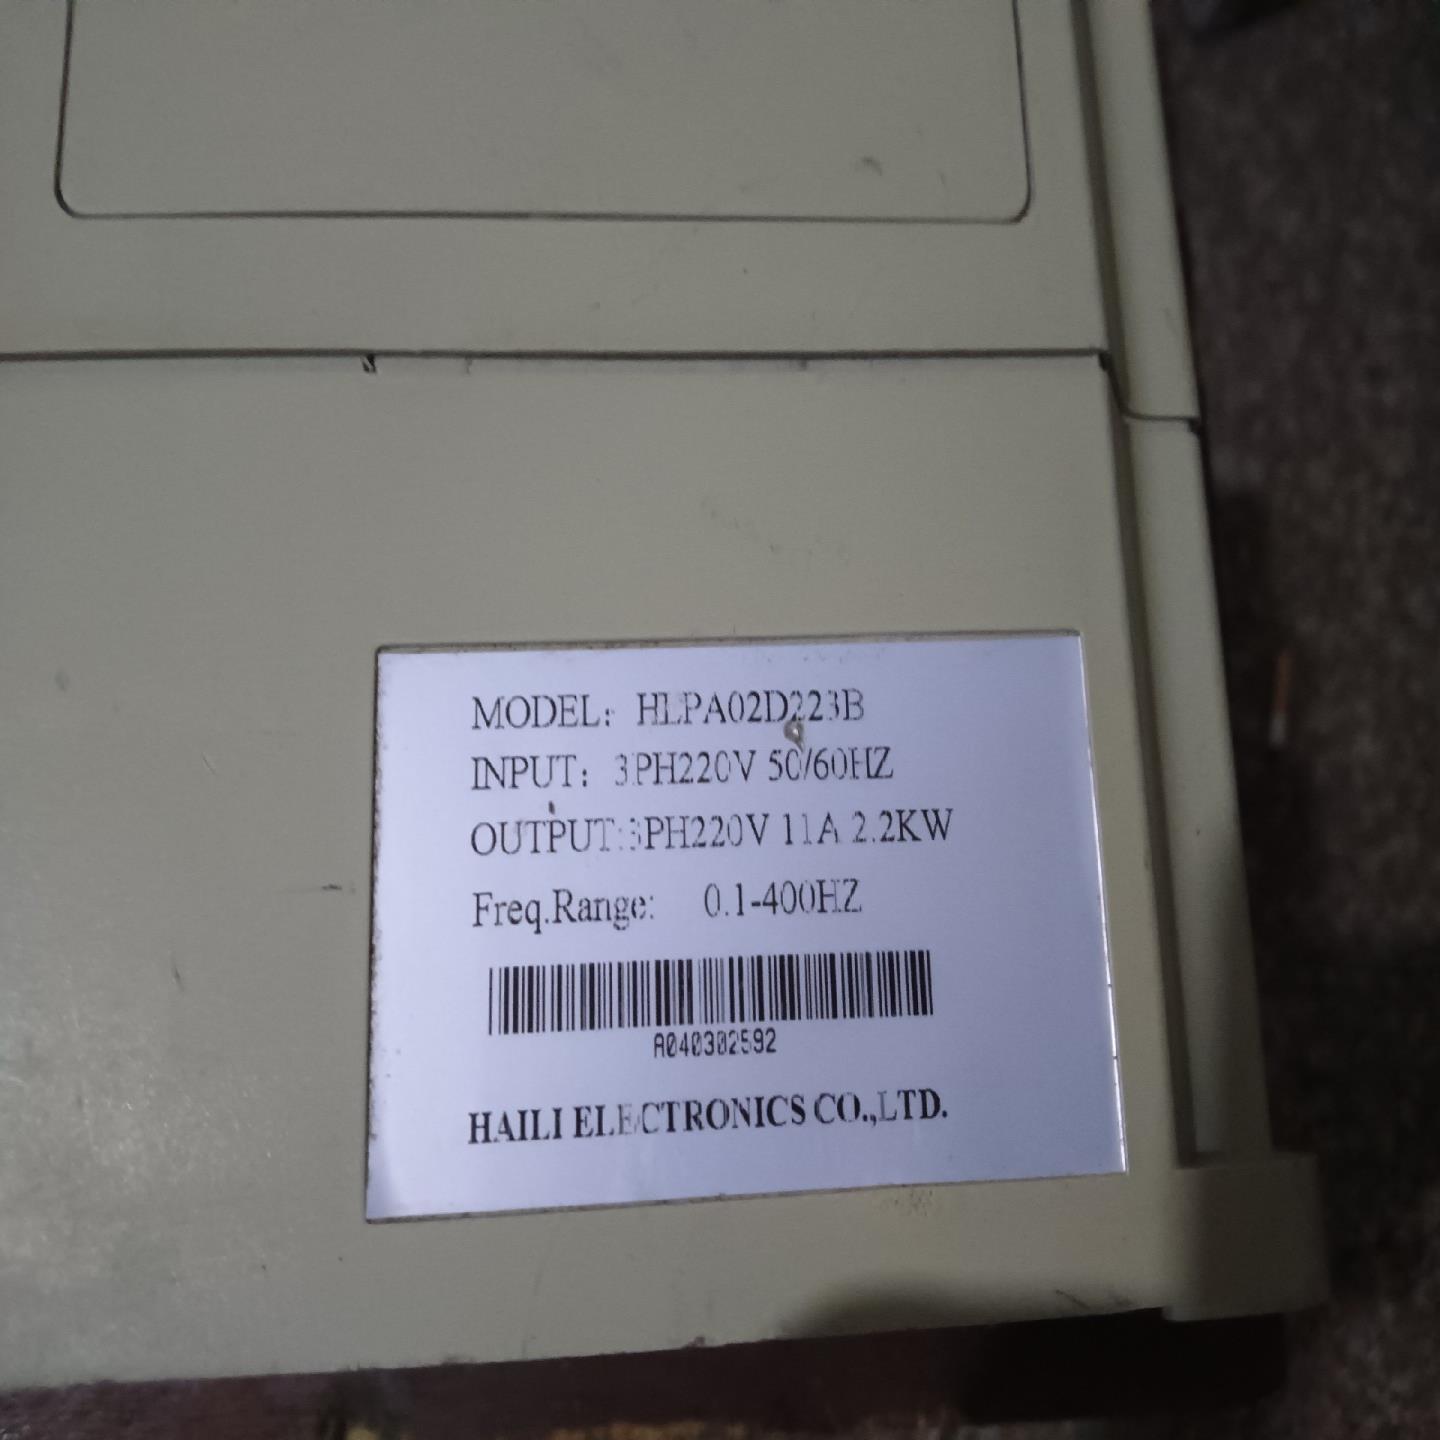 MODEL: HLPA02D223B
INPUT: 3PH220V 50/60HZ
OUTPUT:3PH220V 11A 2.2KW
Freq.Range: 0.1-400HZ
A040302592
HAILI ELECTRONICS CO.,LTD.